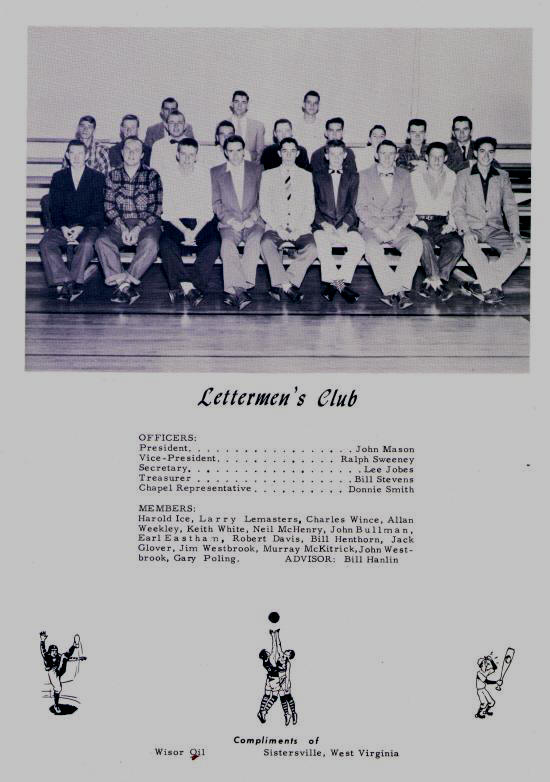 Lettermen's Club
OFFICERS:
President. . . . . . . . . . . . . . . . . John Mason
Vice-President. . . . . . . . . . . . Ralph Sweeney
Secretary. . . . . . . . . . . . . . . . . . Lee Jobes
Treasurer . . . . . . . . . . . . . . . . Bill Stevens
Chapel Representative . . . . . . . . . Donnie Smith
MEMBERS:
Harold Ice, Larry Lemasters, Charles Wince, Allan
Weekley, Keith White, Neil McHenry, John Bullman,
Earl Eastham, Robert Davis, Bill Henthorn, Jack
Glover, Jim Westbrook, Murray McKitrick,John West-
brook, Gary Poling. ADVISOR: Bill Hanlin
Compliments of
Wisor Oil Sistersville, West Virginia